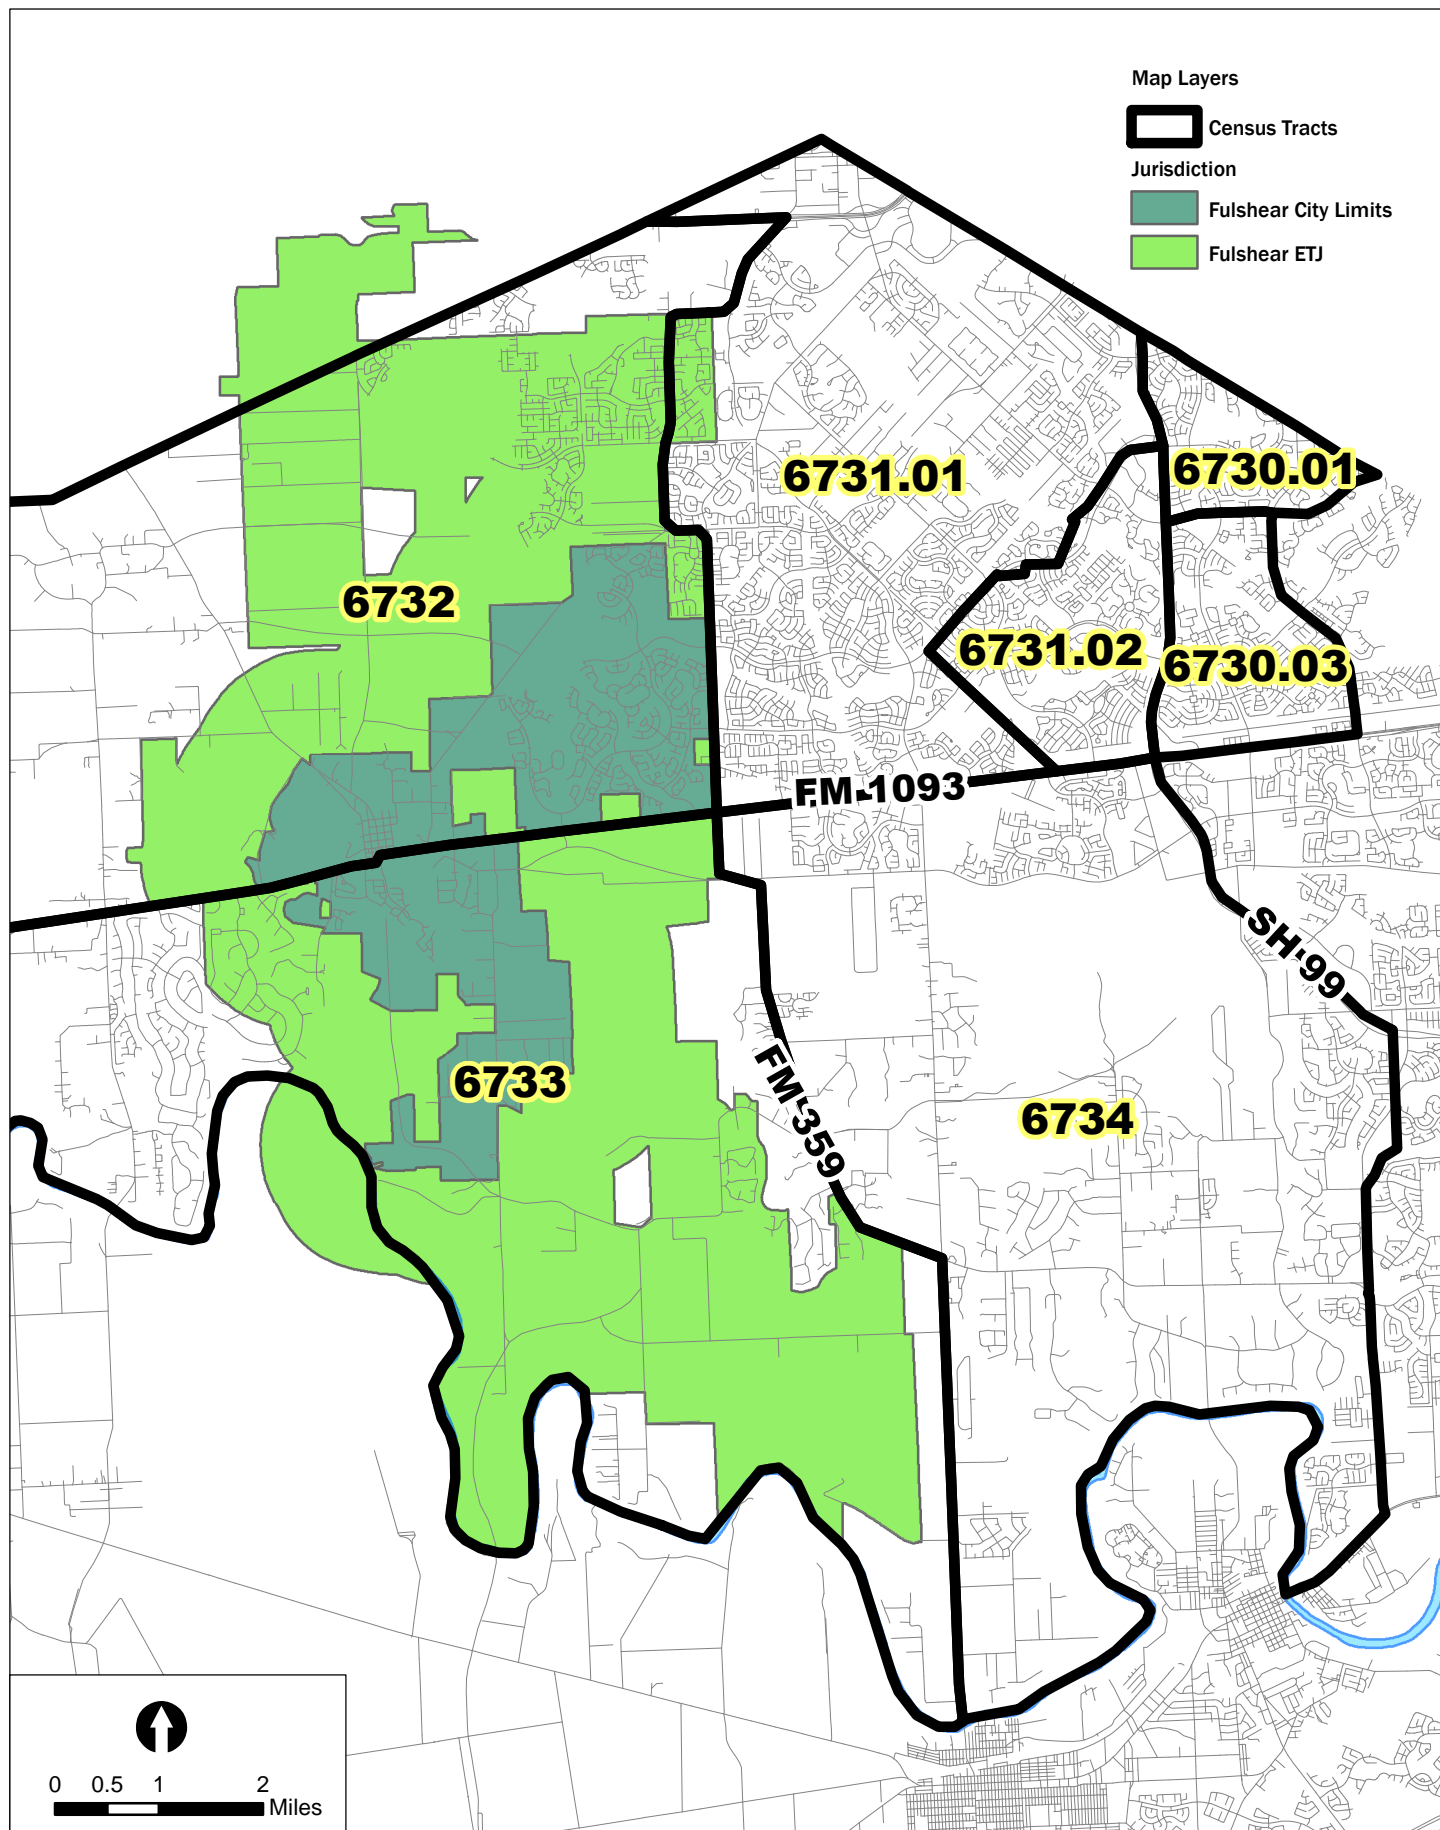 Map Layers
Census Tracts
Jurisdiction
Fulshear City Limits
Fulshear ETJ
6731.01
6730.01
6732
6731.02
6730.03
FM 1093
SH 99
6733
FM 359
6734
0 0.5 1 2
Miles